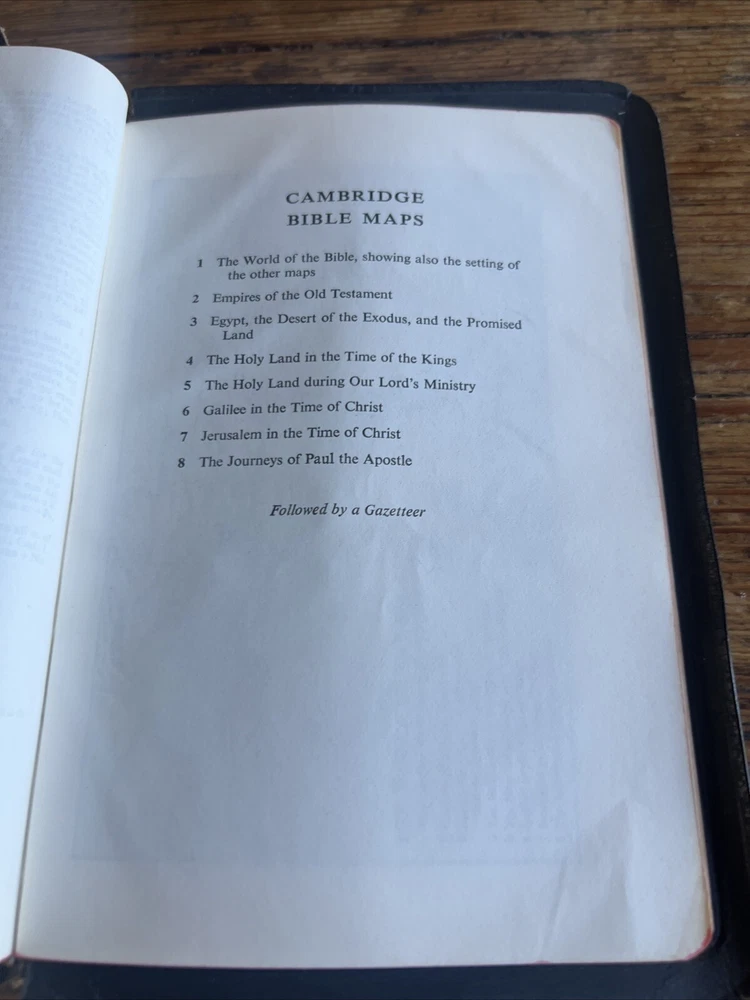 CAMBRIDGE
BIBLE MAPS
1 The World of the Bible, showing also the setting of
the other maps
2 Empires of the Old Testament
3 Egypt, the Desert of the Exodus, and the Promised
Land
4 The Holy Land in the Time of the Kings
5 The Holy Land during Our Lord's Ministry
6 Galilee in the Time of Christ
7 Jerusalem in the Time of Christ
8 The Journeys of Paul the Apostle
Followed by a Gazetteer